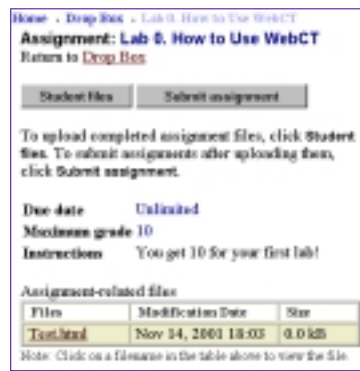 Home › Drop Box › Lab 0. How to Use WebCT
Assignment: Lab 0. How to Use WebCT
Return to Drop Box
Student files Submit assignment
To upload completed assignment files, click Student
files. To submit assignments after uploading them,
click Submit assignment.
Due date Unlimited
Maximum grade 10
Instructions You get 10 for your first lab!
Assignment-related files
Files Modification Date Size
Test.html Nov 14, 2001 18:03 0.0 kB
Note: Click on a filename in the table above to view the file.